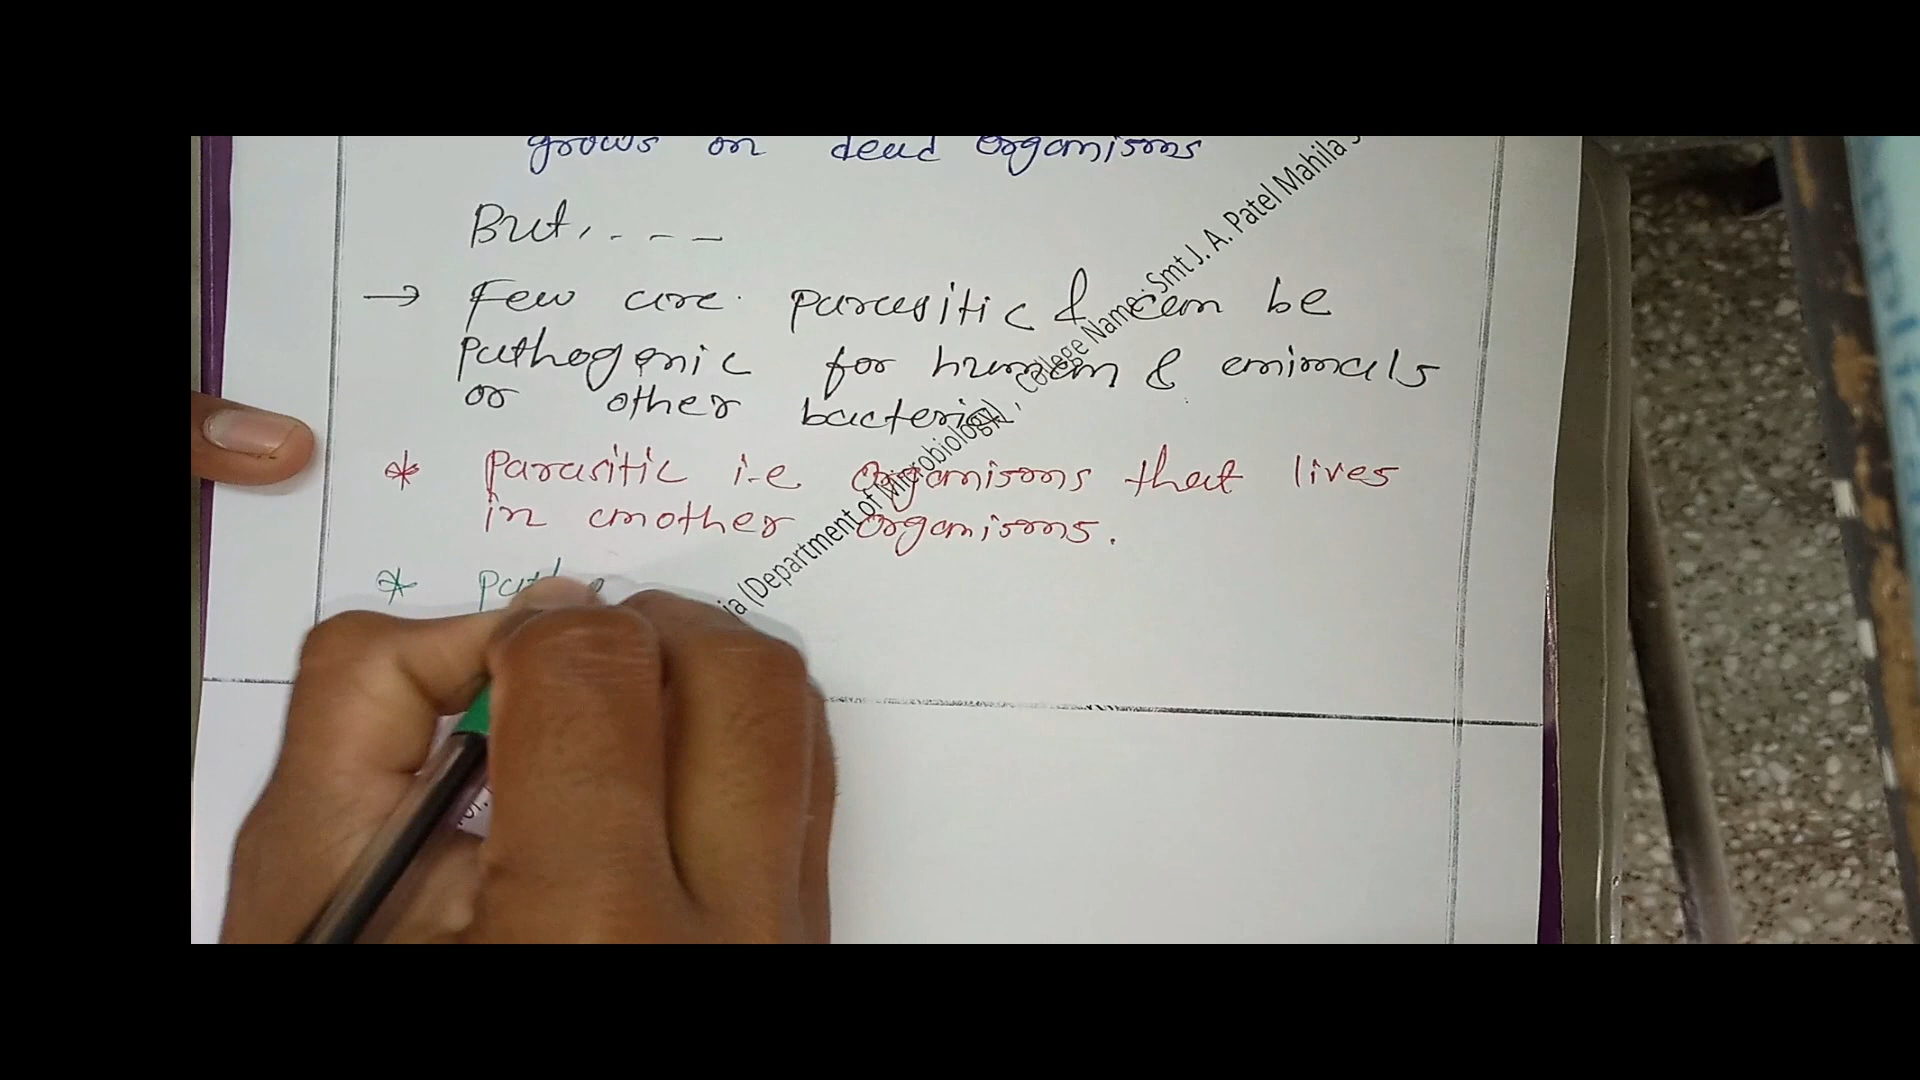 grows on dead organisms
But, - - -
→ Few are parasitic & can be
pathogenic for human & animals
or other bacteria
* Parasitic i.e organisms that lives
in another organisms.
* path
ia (Department of Microbiology) , College Name: Smt J. A. Patel Mahila